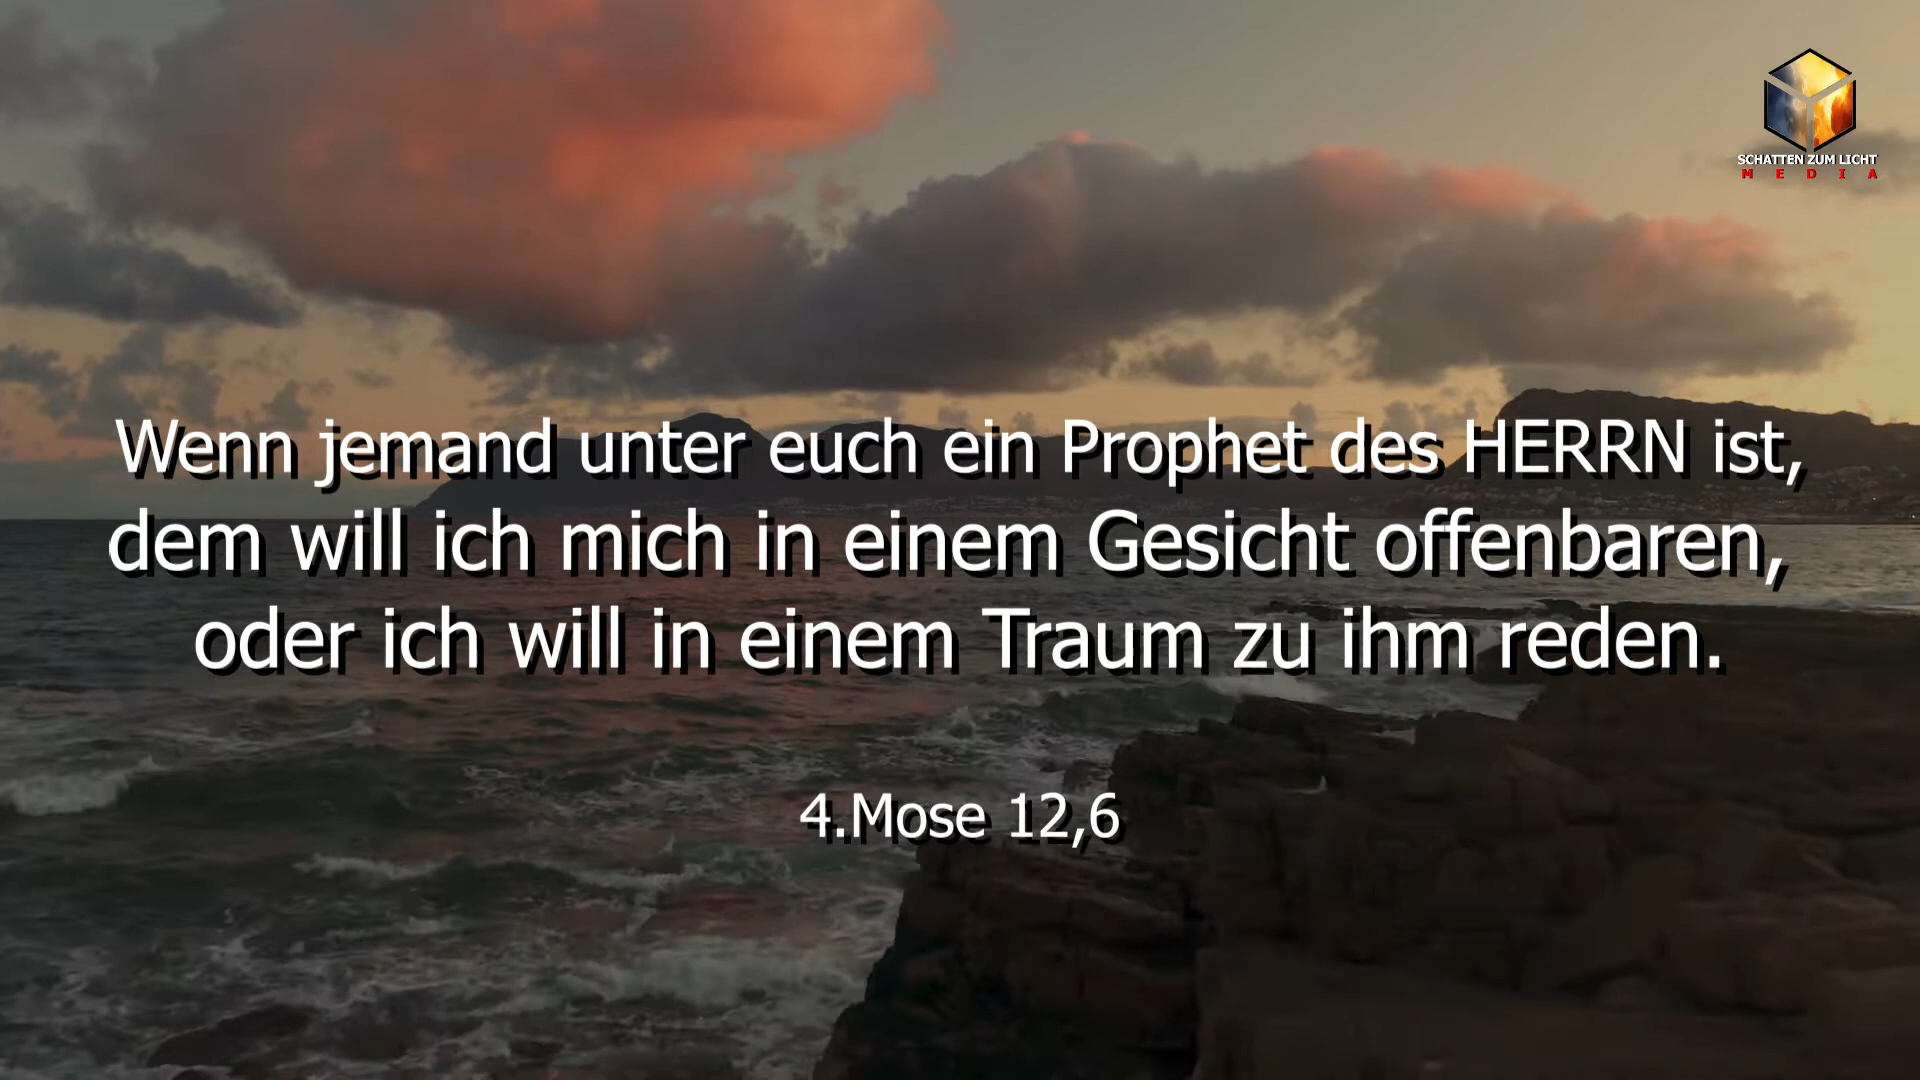 SCHATTEN ZUM LICHT
MEDIA
Wenn jemand unter euch ein Prophet des HERRN ist,
dem will ich mich in einem Gesicht offenbaren,
oder ich will in einem Traum zu ihm reden.
4.Mose 12,6